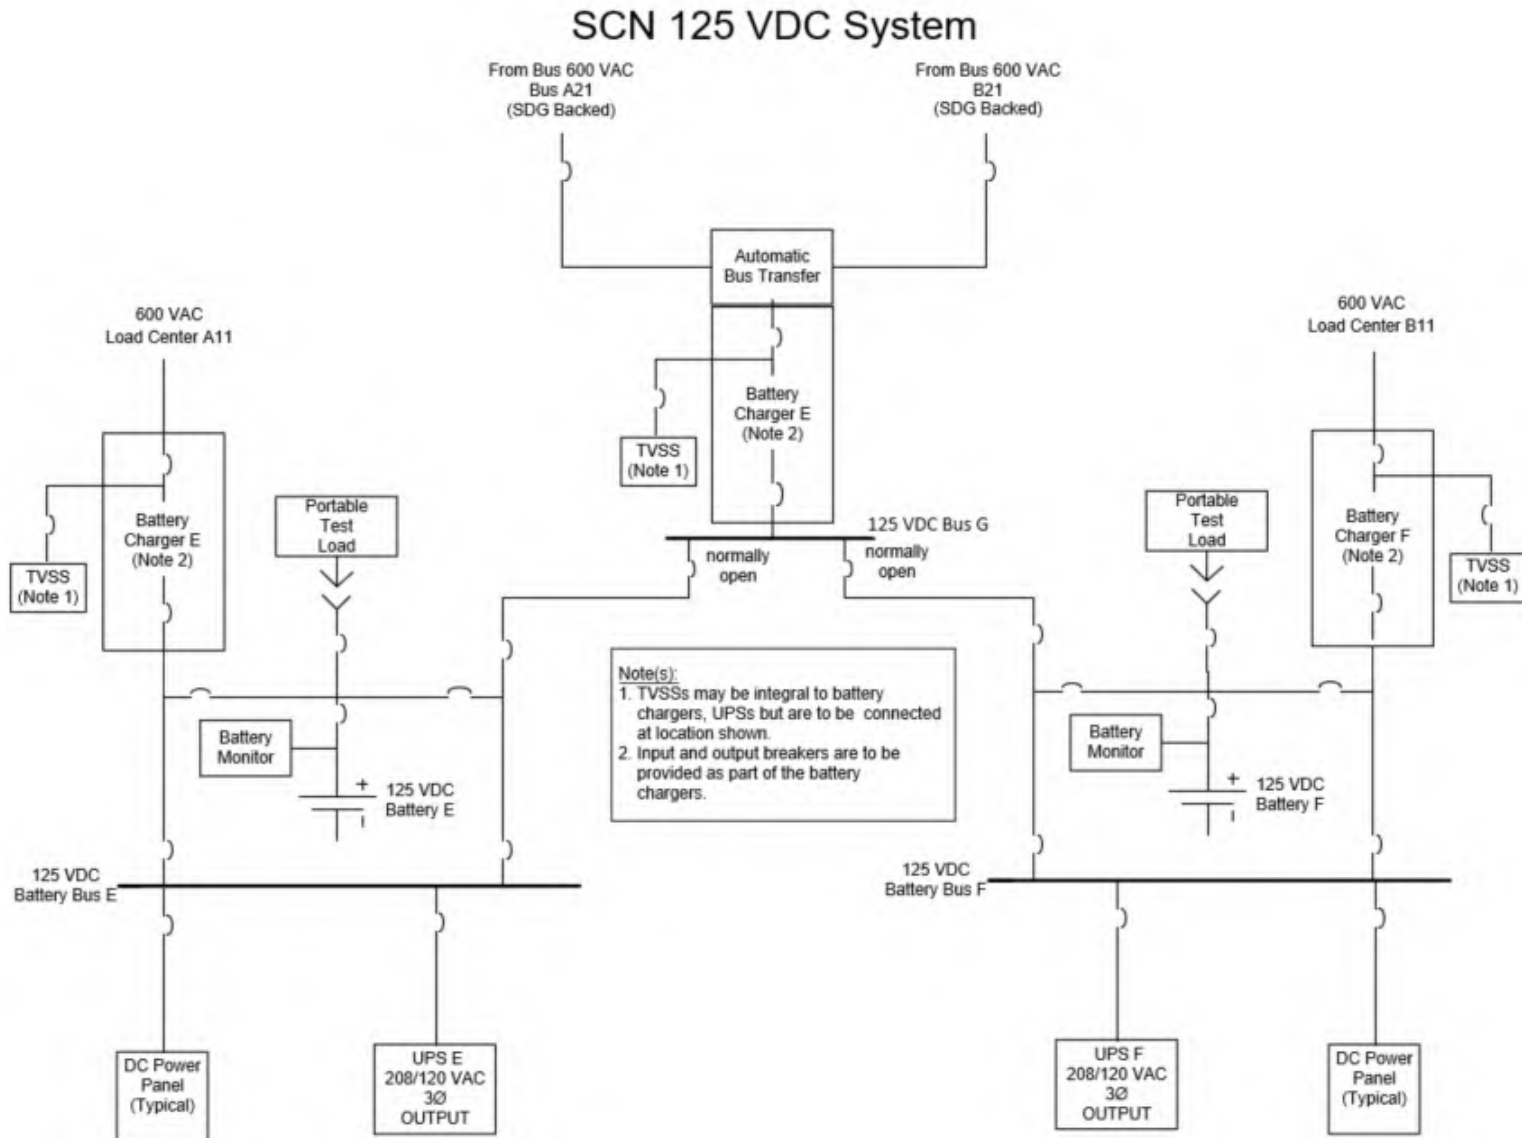 SCN 125 VDC System
From Bus 600 VAC
Bus A21
(SDG Backed)
From Bus 600 VAC
B21
(SDG Backed)
Automatic
Bus Transfer
600 VAC
Load Center A11
600 VAC
Load Center B11
Battery
Charger E
(Note 2)
TVSS
(Note 1)
Battery
Charger E
(Note 2)
TVSS
(Note 1)
Portable
Test
Load
125 VDC Bus G
normally
open
normally
open
Portable
Test
Load
Battery
Charger F
(Note 2)
TVSS
(Note 1)
Note(s):
1. TVSSs may be integral to battery
chargers, UPSs but are to be connected
at location shown.
2. Input and output breakers are to be
provided as part of the battery
chargers.
Battery
Monitor
+
125 VDC
Battery E
Battery
Monitor
+
125 VDC
Battery F
125 VDC
Battery Bus E
125 VDC
Battery Bus F
DC Power
Panel
(Typical)
UPS E
208/120 VAC
3Ø
OUTPUT
UPS F
208/120 VAC
3Ø
OUTPUT
DC Power
Panel
(Typical)